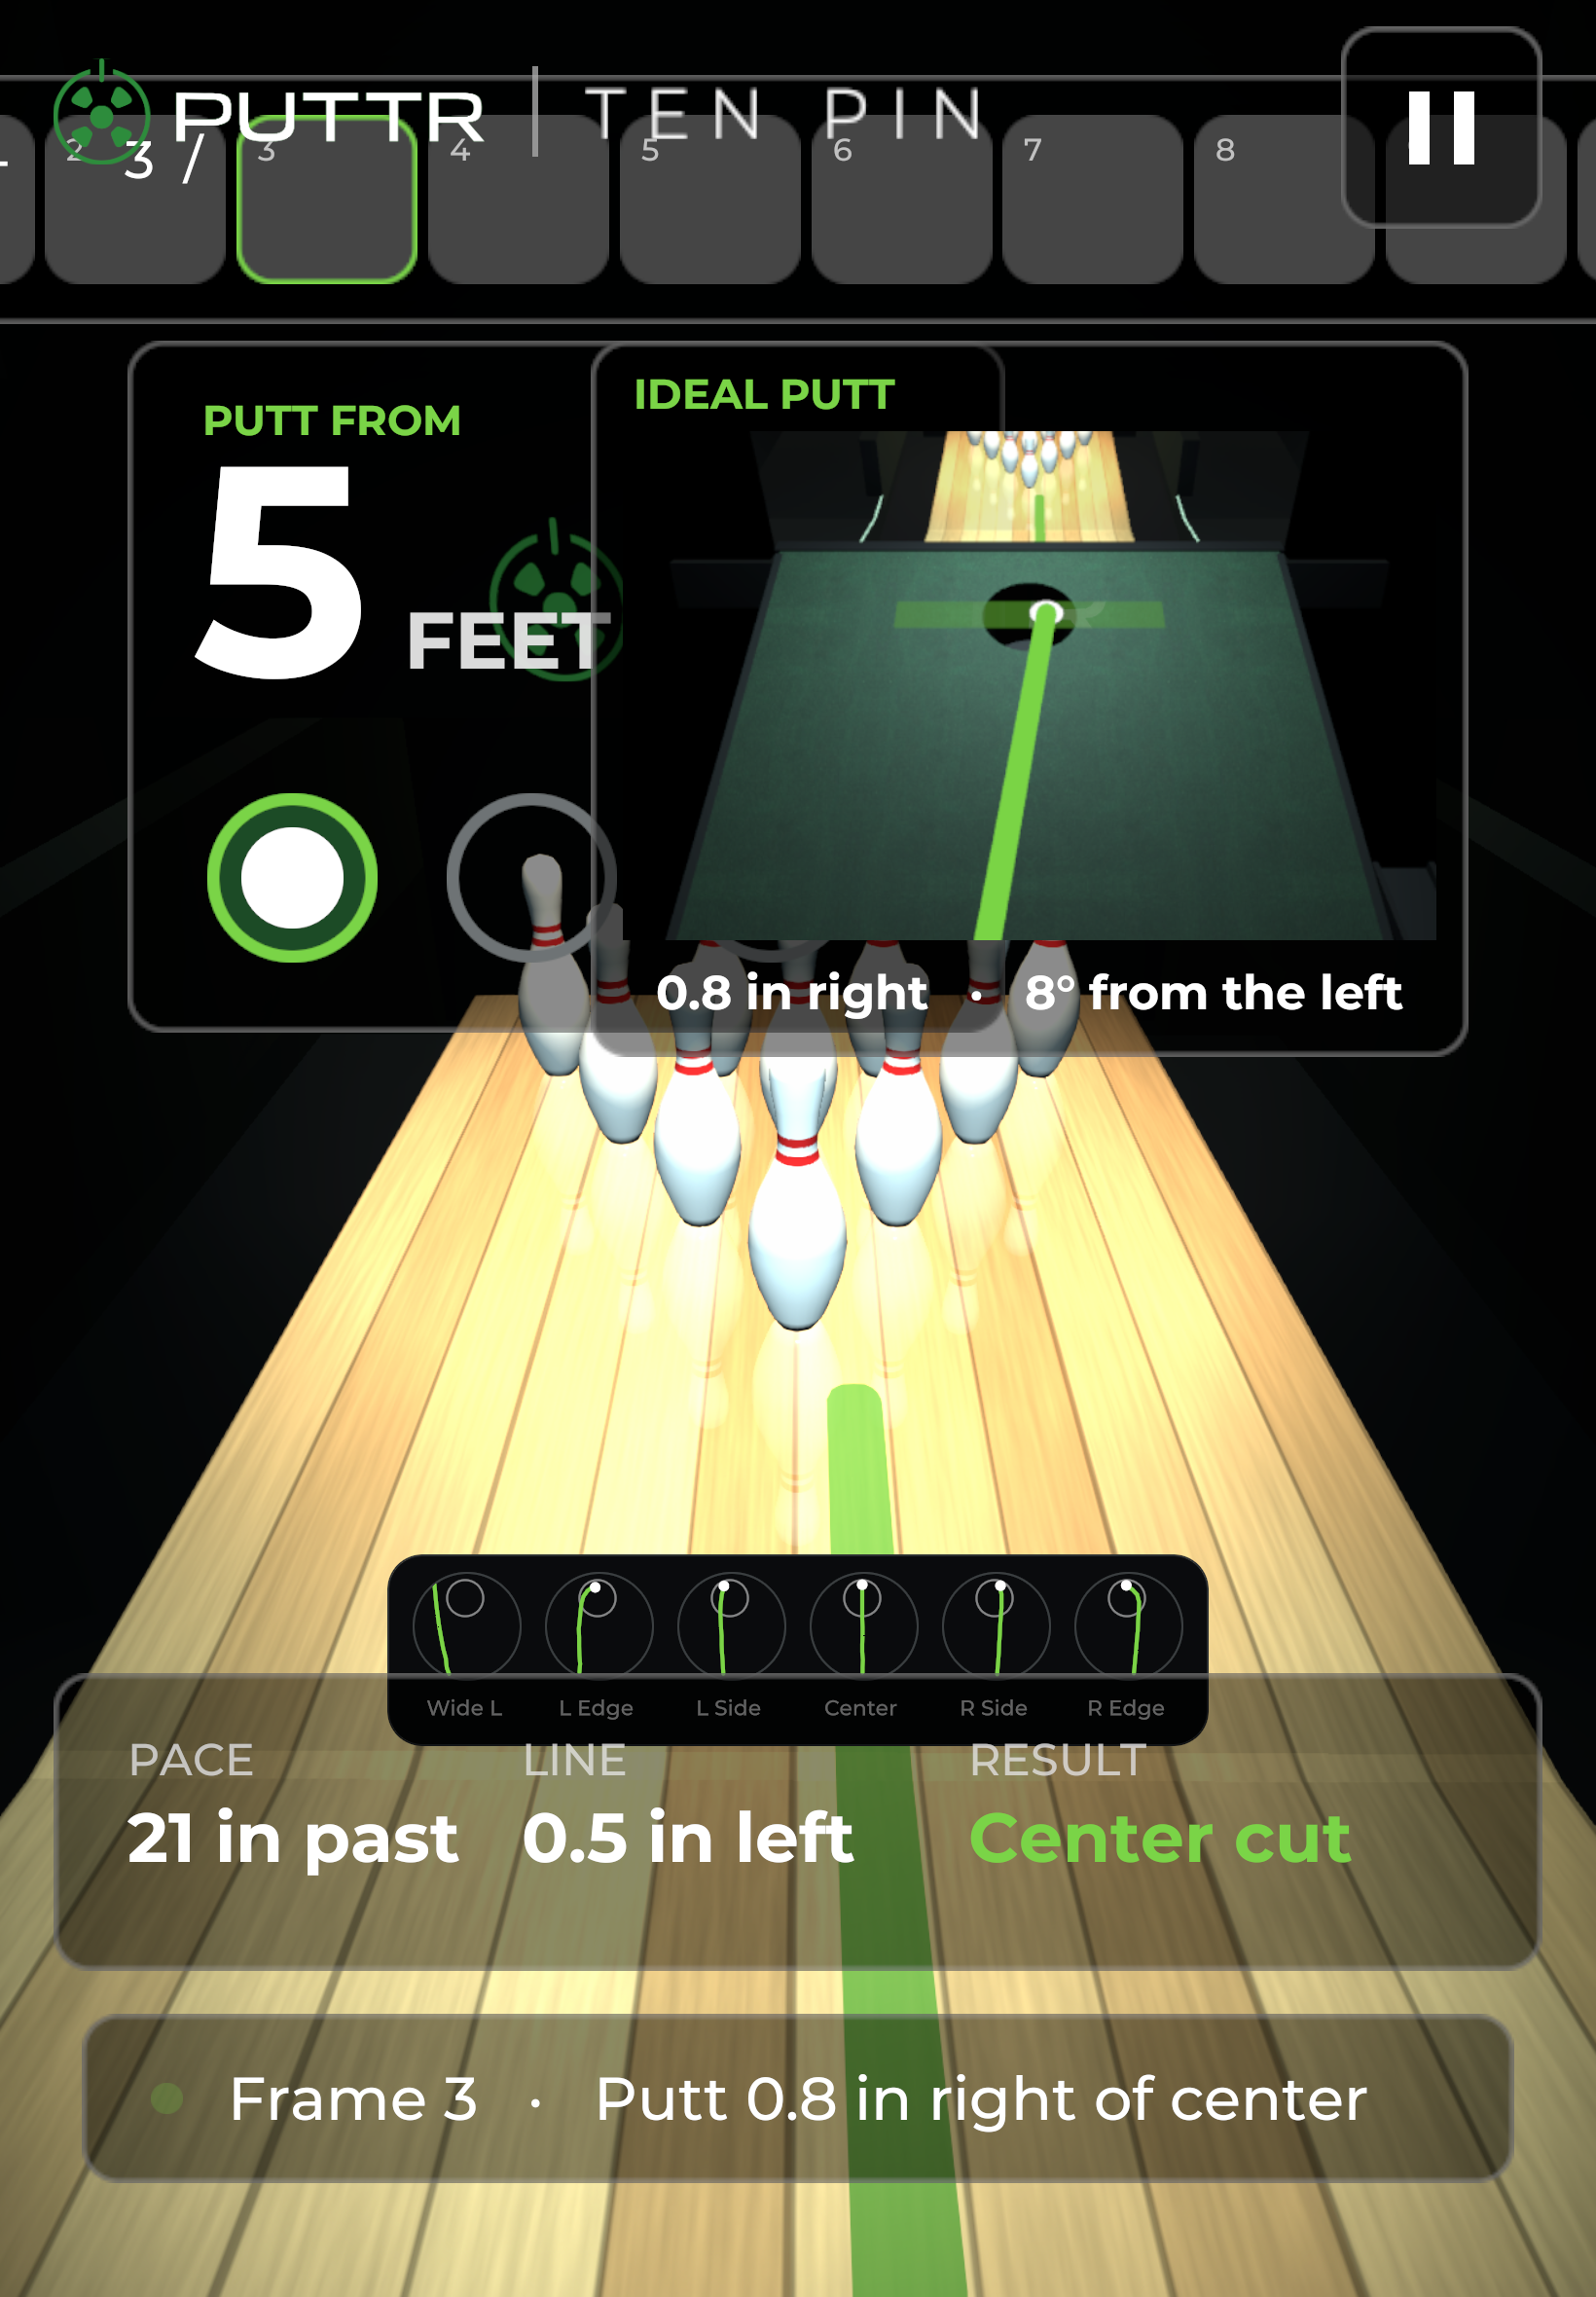 PUTTR | TEN PIN
3 /
2 3 4 5 6 7 8
PUTT FROM
5 FEET
IDEAL PUTT
0.8 in right · 8° from the left
Wide L L Edge L Side Center R Side R Edge
PACE LINE RESULT
21 in past 0.5 in left Center cut
Frame 3 · Putt 0.8 in right of center